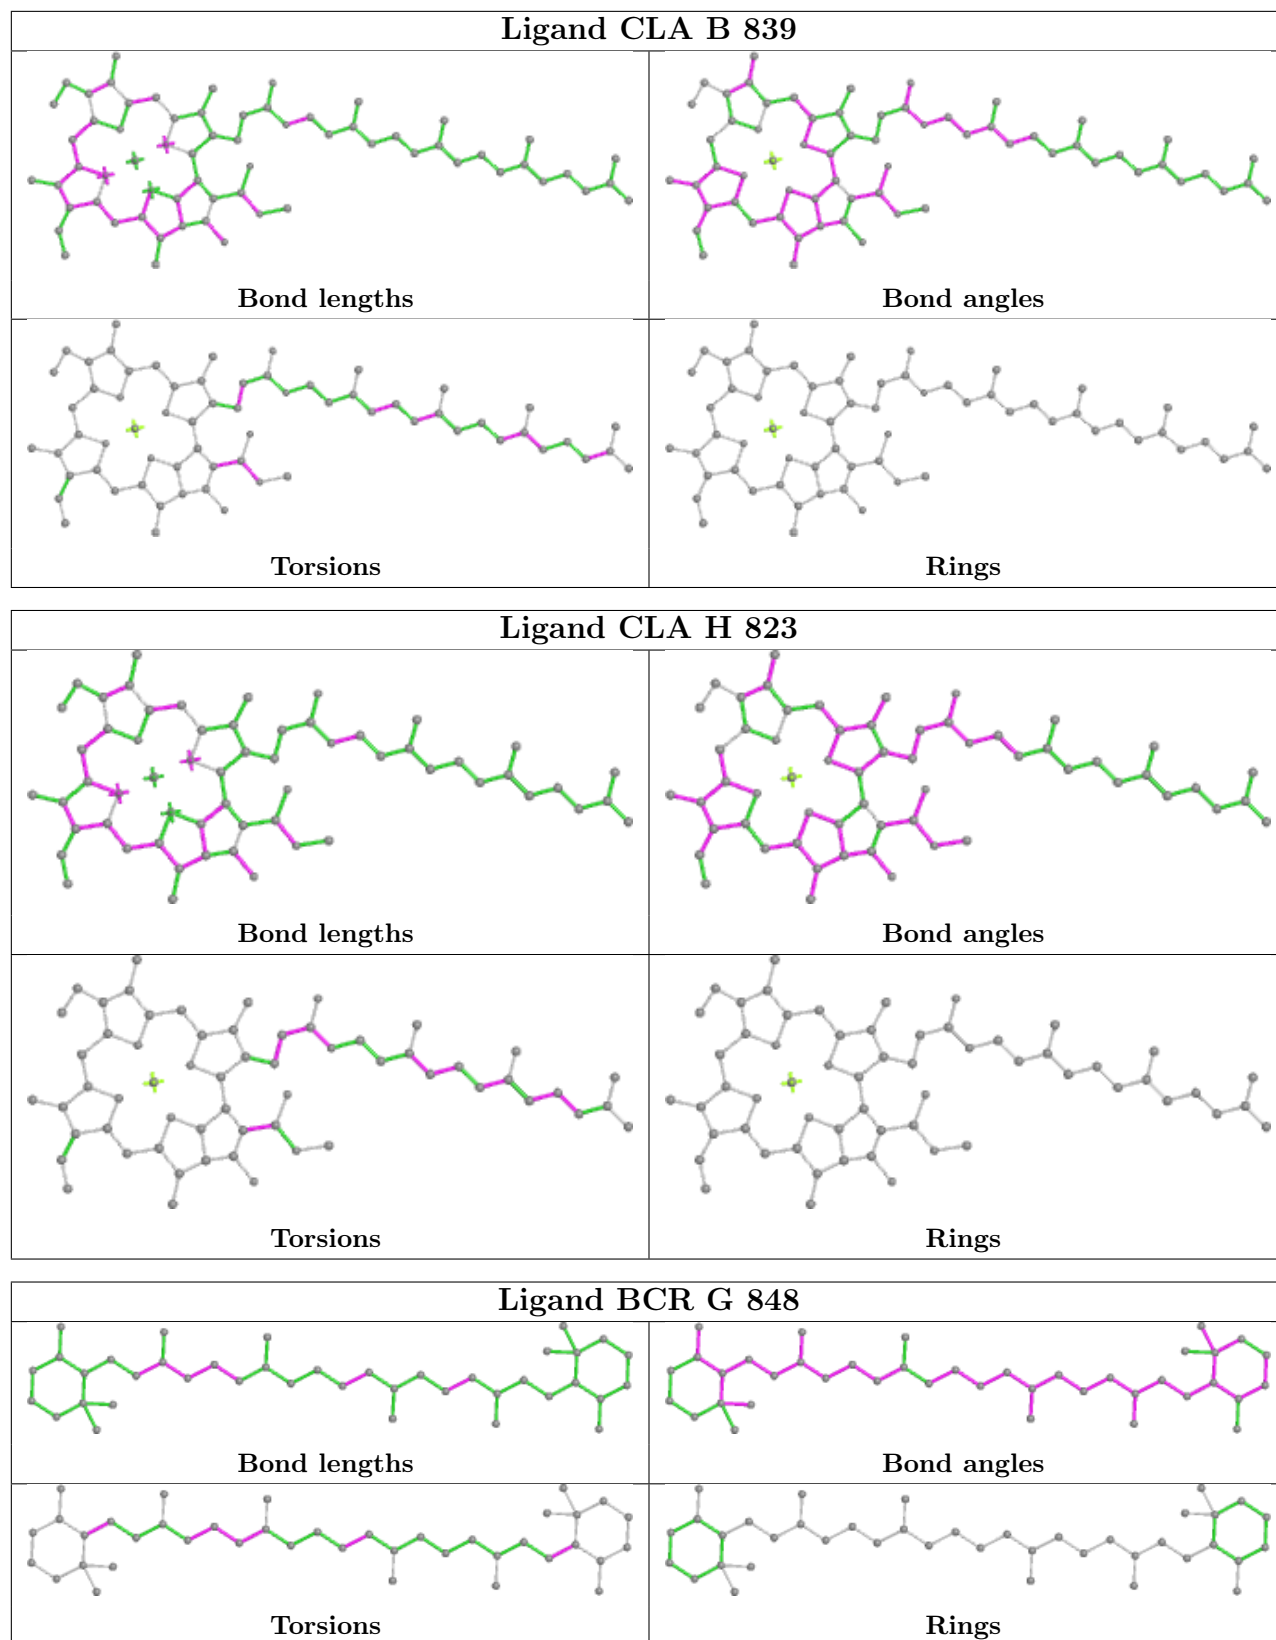 Ligand CLA B 839
Bond lengths
Bond angles
Torsions
Rings
Ligand CLA H 823
Bond lengths
Bond angles
Torsions
Rings
Ligand BCR G 848
Bond lengths
Bond angles
Torsions
Rings